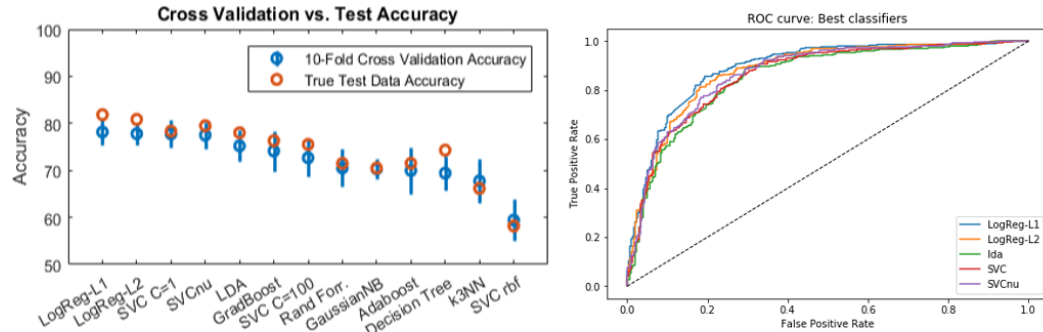 Cross Validation vs. Test Accuracy
100
90
80
70
60
50
Accuracy
10-Fold Cross Validation Accuracy
True Test Data Accuracy
LogReg-L1
LogReg-L2
SVC C=1
SVCnu
LDA
GradBoost
SVC C=100
Rand Forr.
GaussianNB
Adaboost
Decision Tree
k3NN
SVC rbf
ROC curve: Best classifiers
1.0
0.8
0.6
0.4
0.2
0.0
True Positive Rate
LogReg-L1
LogReg-L2
lda
SVC
SVCnu
0.0 0.2 0.4 0.6 0.8 1.0
False Positive Rate